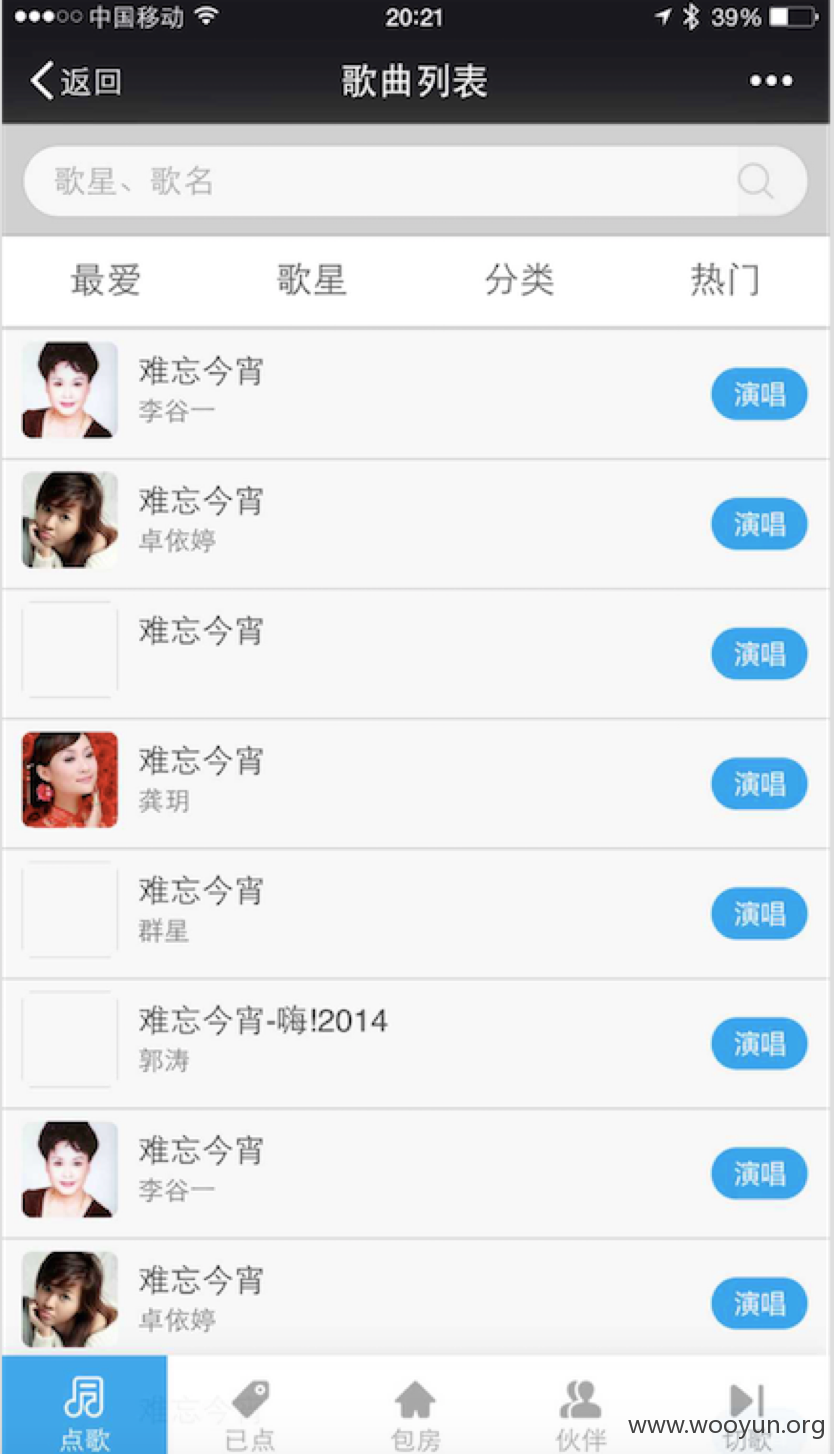 中国移动 20:21 39%
返回 歌曲列表
歌星、歌名
最爱 歌星 分类 热门
难忘今宵
李谷一
演唱
难忘今宵
卓依婷
演唱
难忘今宵
演唱
难忘今宵
龚玥
演唱
难忘今宵
群星
演唱
难忘今宵-嗨!2014
郭涛
演唱
难忘今宵
李谷一
演唱
难忘今宵
卓依婷
演唱
难忘今宵
点歌 已点 包房 伙伴 切歌
www.wooyun.org